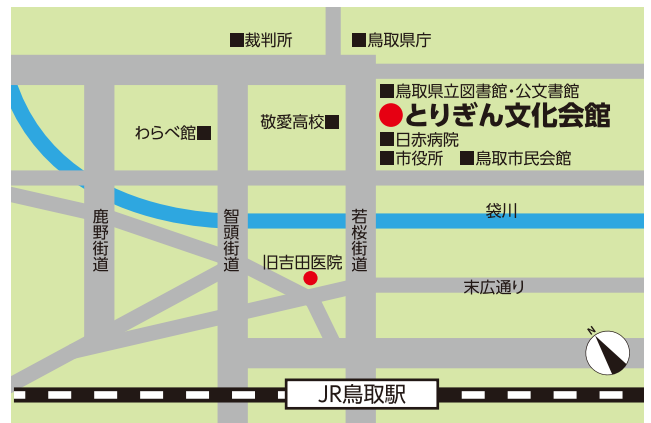 ■裁判所
■鳥取県庁
■鳥取県立図書館・公文書館
●とりぎん文化会館
敬愛高校■
わらべ館■
■日赤病院
■市役所 ■鳥取市民会館
鹿野街道
智頭街道
若桜街道
袋川
旧吉田医院
末広通り
N
JR鳥取駅